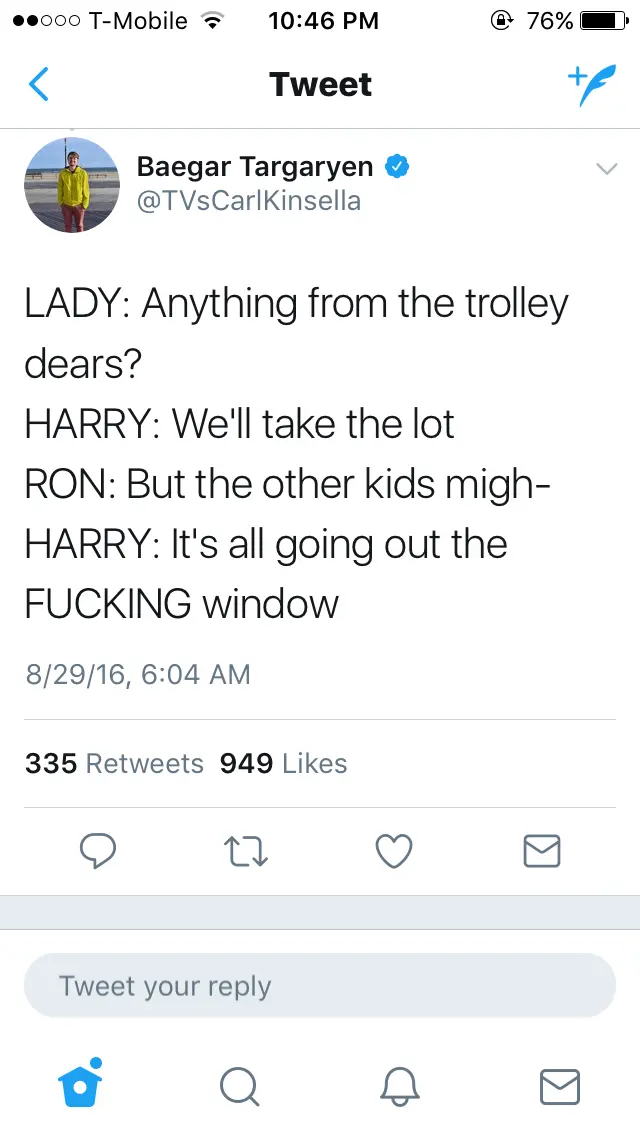 T-Mobile 10:46 PM 76%
Tweet
Baegar Targaryen
@TVsCarlKinsella
LADY: Anything from the trolley
dears?
HARRY: We'll take the lot
RON: But the other kids migh-
HARRY: It's all going out the
FUCKING window
8/29/16, 6:04 AM
335 Retweets 949 Likes
Tweet your reply